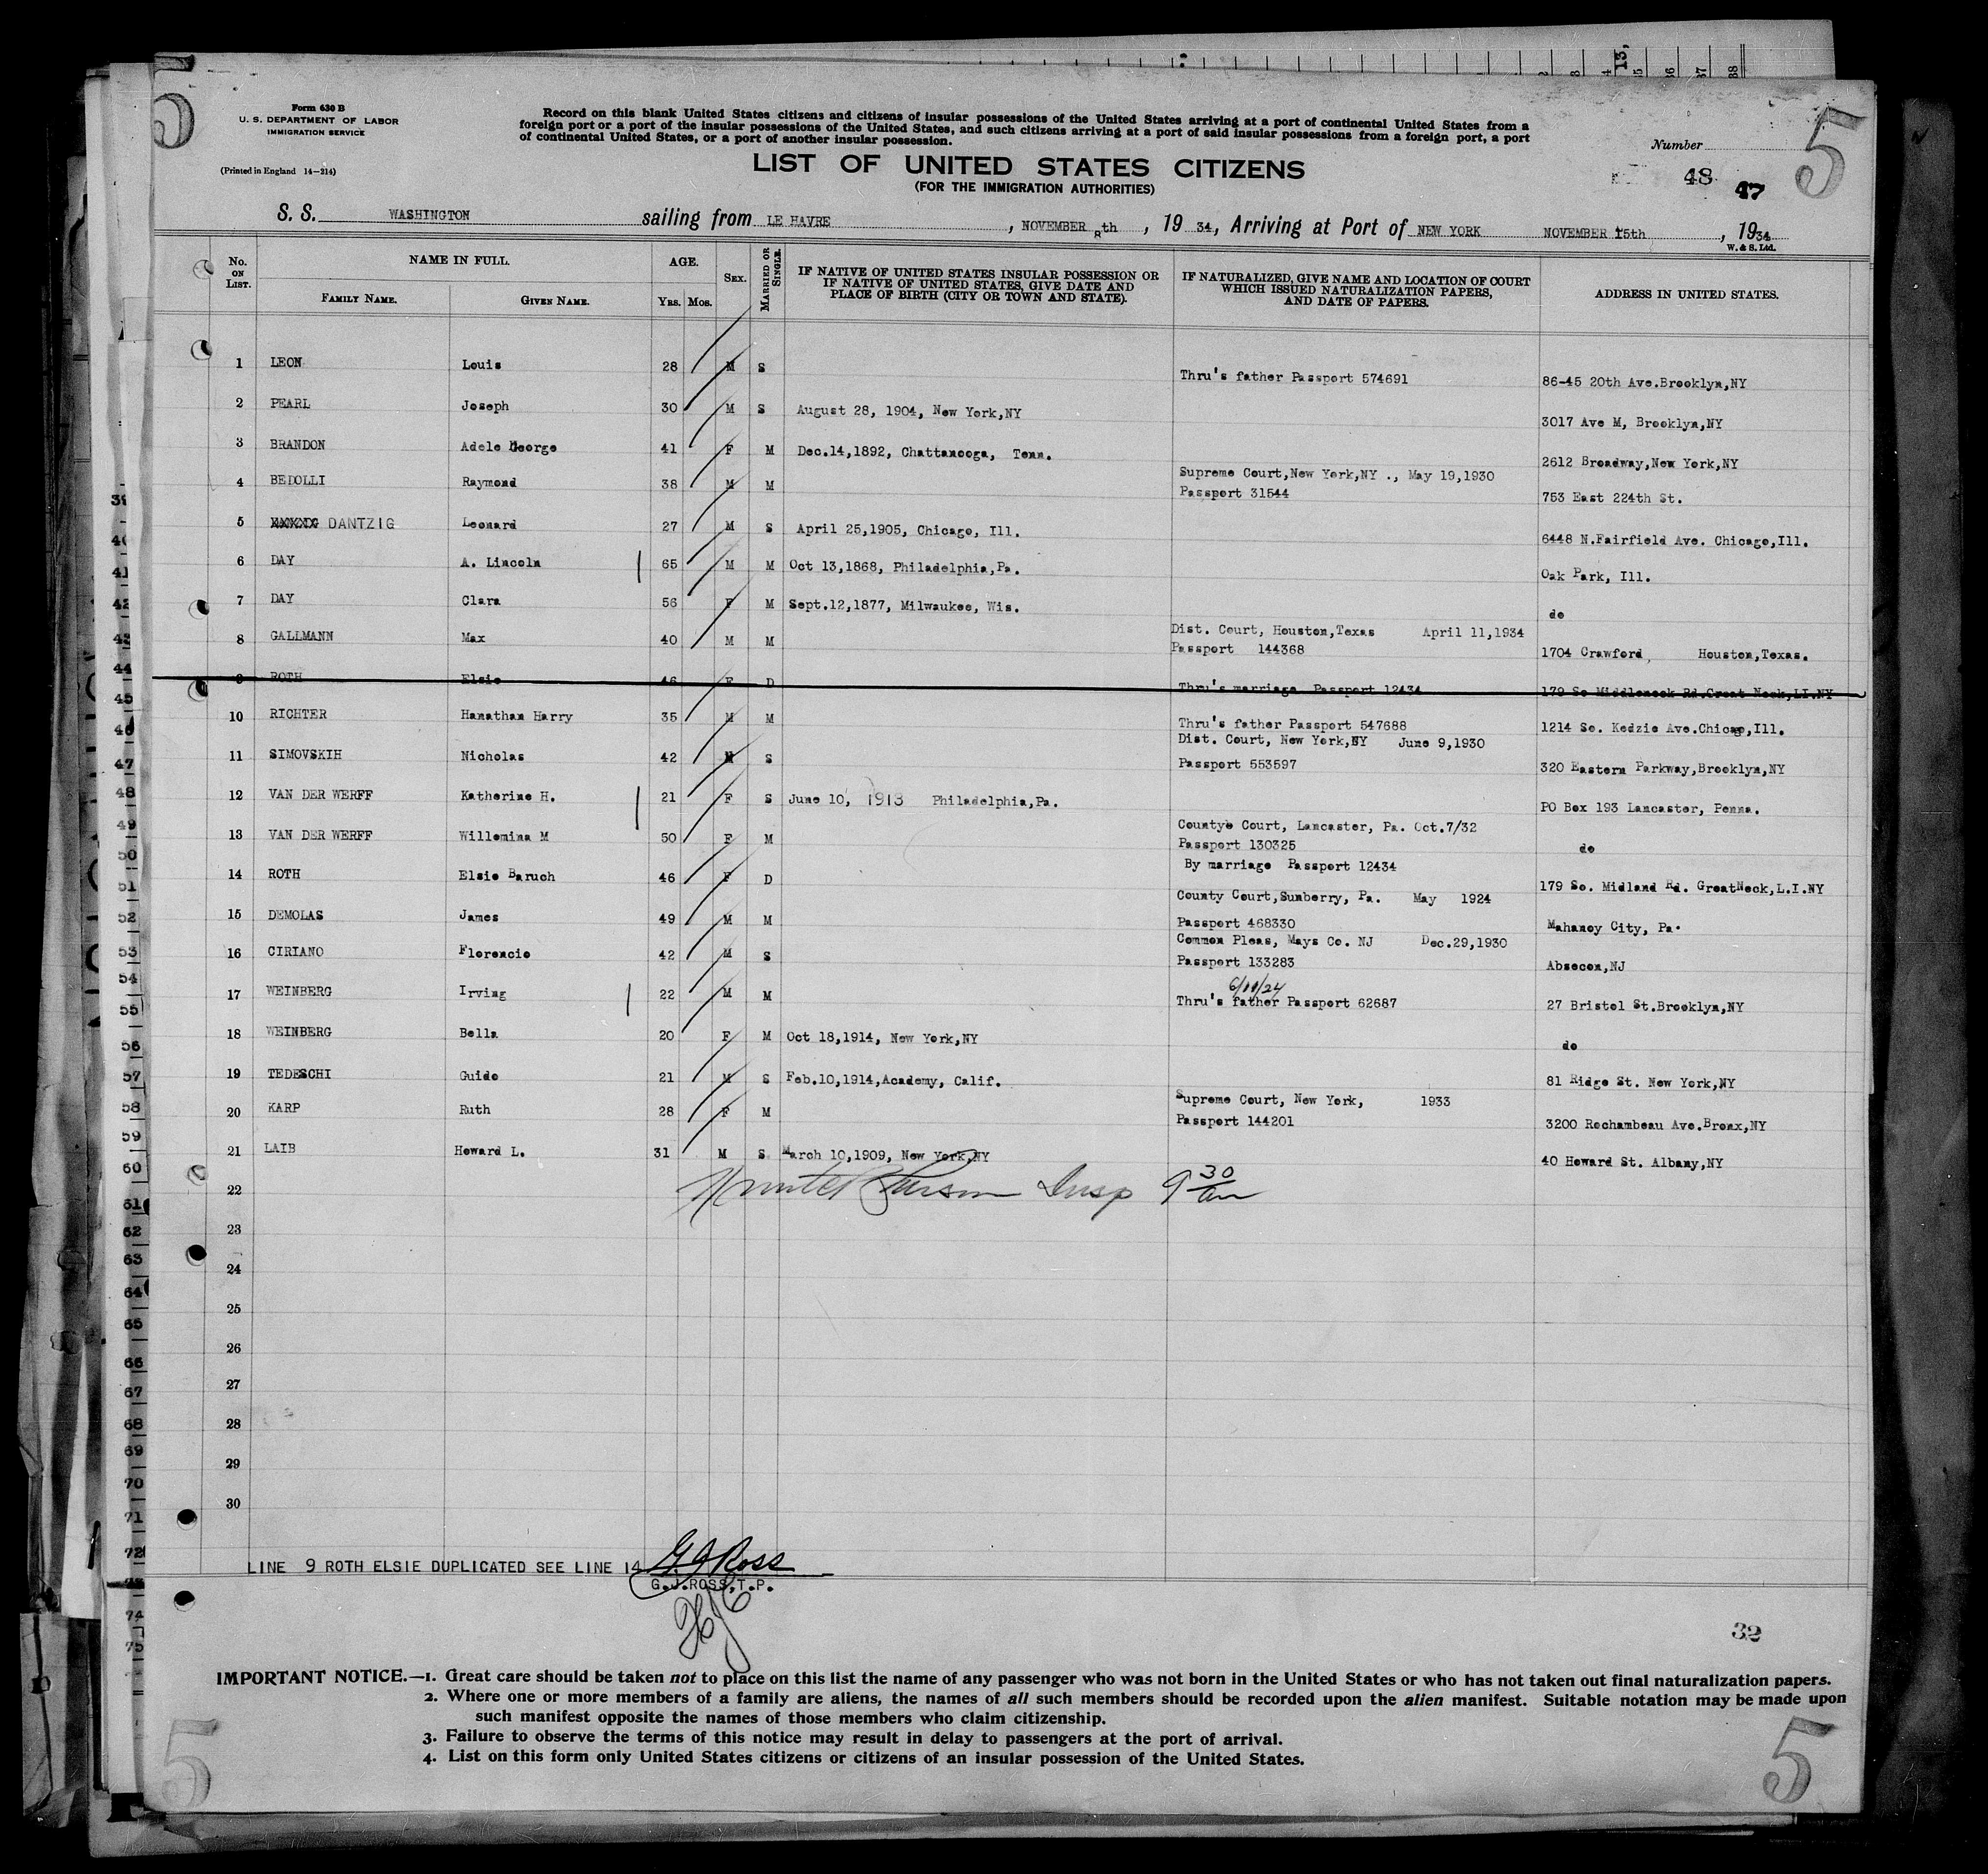 5
5
Form 630 B
U. S. DEPARTMENT OF LABOR
IMMIGRATION SERVICE
(Printed in England 14—214)
Record on this blank United States citizens and citizens of insular possessions of the United States arriving at a port of continental United States from a
foreign port or a port of the insular possessions of the United States, and such citizens arriving at a port of said insular possessions from a foreign port, a port
of continental United States, or a port of another insular possession.
LIST OF UNITED STATES CITIZENS
(FOR THE IMMIGRATION AUTHORITIES)
Number
48 47
S. S. WASHINGTON sailing from LE HAVRE, NOVEMBER 8th, 19 34, Arriving at Port of NEW YORK NOVEMBER 15th, 1934
W. & S. Ltd.
No. ON LIST. NAME IN FULL. FAMILY NAME. GIVEN NAME. AGE. YRS. MOS. SEX. MARRIED OR SINGLE. IF NATIVE OF UNITED STATES INSULAR POSSESSION OR IF NATIVE OF UNITED STATES, GIVE DATE AND PLACE OF BIRTH (CITY OR TOWN AND STATE). IF NATURALIZED, GIVE NAME AND LOCATION OF COURT WHICH ISSUED NATURALIZATION PAPERS, AND DATE OF PAPERS. ADDRESS IN UNITED STATES.
1 LEON Louis 28 M S Thru's father Passport 574691 86-45 20th Ave.Brooklyn,NY
2 PEARL Joseph 30 M S August 28, 1904, New York,NY 3017 Ave M, Brooklyn,NY
3 BRANDON Adele George 41 F M Dec.14,1892, Chattanooga, Tenn. 2612 Broadway,New York,NY
4 BEDOLLI Raymond 38 M M Supreme Court,New York,NY ., May 19,1930 Passport 31544 753 East 224th St.
5 DANTZIG Leonard 27 M S April 25,1905, Chicago, Ill. 6448 N.Fairfield Ave. Chicago,Ill.
6 DAY A. Lincoln 65 M M Oct 13,1868, Philadelphia,Pa. Oak Park, Ill.
7 DAY Clara 56 F M Sept.12,1877, Milwaukee, Wis. do
8 GALLMANN Max 40 M M Dist. Court, Houston,Texas April 11,1934 Passport 144368 1704 Crawford, Houston,Texas.
9 ROTH Elsie 46 F D Thru's marriage Passport 12434 179 So Middleneck Rd.Great Neck,LI.NY
10 RICHTER Hanathan Harry 35 M M Thru's father Passport 547688 1214 So. Kedzie Ave.Chicago,Ill.
11 SIMOVSKIH Nicholas 42 M S Dist. Court, New York,NY June 9,1930 Passport 553597 320 Eastern Parkway,Brooklyn,NY
12 VAN DER WERFF Katherine H. 21 F S June 10, 1913 Philadelphia,Pa. PO Box 193 Lancaster, Penna.
13 VAN DER WERFF Willemina M 50 F M County Court, Lancaster, Pa. Oct.7/32 Passport 130325 do
14 ROTH Elsie Baruch 46 F D By marriage Passport 12434 179 So. Midland Rd. GreatNeck,L.I.NY
15 DEMOLAS James 49 M M County Court,Sunberry, Pa. May 1924 Passport 468330 Mahanoy City, Pa.
16 CIRIANO Florencio 42 M S Common Pleas, Mays Co. NJ Dec.29,1930 Passport 133283 Absecon,NJ
17 WEINBERG Irving 22 M M Thru's father Passport 62687 27 Bristol St.Brooklyn,NY
18 WEINBERG Bella 20 F M Oct 18,1914, New York,NY do
19 TEDESCHI Guido 21 M S Feb.10,1914,Academy, Calif. 81 Ridge St. New York,NY
20 KARP Ruth 28 F M Supreme Court, New York, 1933 Passport 144201 3200 Rochambeau Ave.Bronx,NY
21 LAIB Howard L. 31 M S March 10,1909, New York,NY 40 Howard St. Albany,NY
22 Insp 9 30 am
23
24
25
26
27
28
29
30
LINE 9 ROTH ELSIE DUPLICATED SEE LINE 14 G J Ross
G.J.ROSS,T.P.
32
IMPORTANT NOTICE.—1. Great care should be taken not to place on this list the name of any passenger who was not born in the United States or who has not taken out final naturalization papers.
2. Where one or more members of a family are aliens, the names of all such members should be recorded upon the alien manifest. Suitable notation may be made upon
such manifest opposite the names of those members who claim citizenship.
3. Failure to observe the terms of this notice may result in delay to passengers at the port of arrival.
4. List on this form only United States citizens or citizens of an insular possession of the United States.
5
5